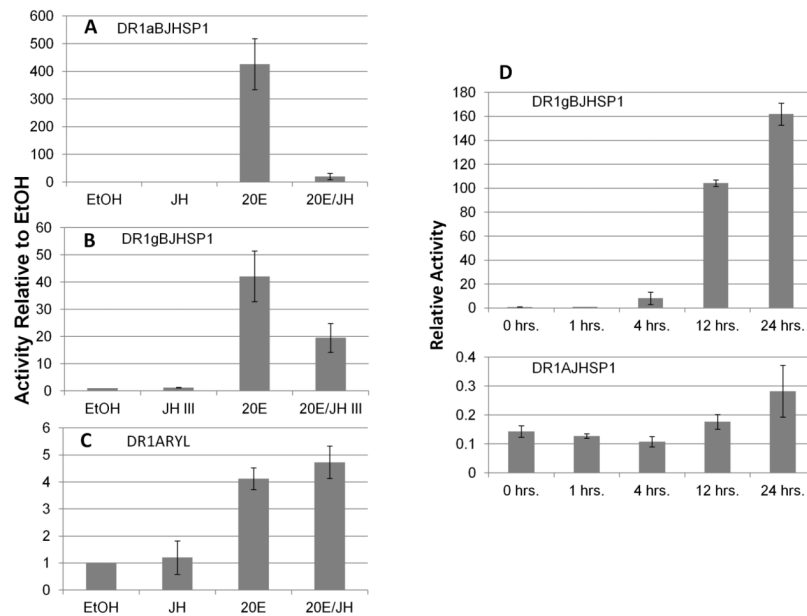 A DR1aBJHSP1
600
500
400
300
200
100
0
EtOH JH 20E 20E/JH
B DR1gBJHSP1
60
50
40
30
20
10
0
EtOH JH III 20E 20E/JH III
C DR1ARYL
6
5
4
3
2
1
0
EtOH JH 20E 20E/JH
Activity Relative to EtOH
D
DR1gBJHSP1
180
160
140
120
100
80
60
40
20
0
0 hrs. 1 hrs. 4 hrs. 12 hrs. 24 hrs.
DR1AJHSP1
0.4
0.3
0.2
0.1
0
0 hrs. 1 hrs. 4 hrs. 12 hrs. 24 hrs.
Relative Activity